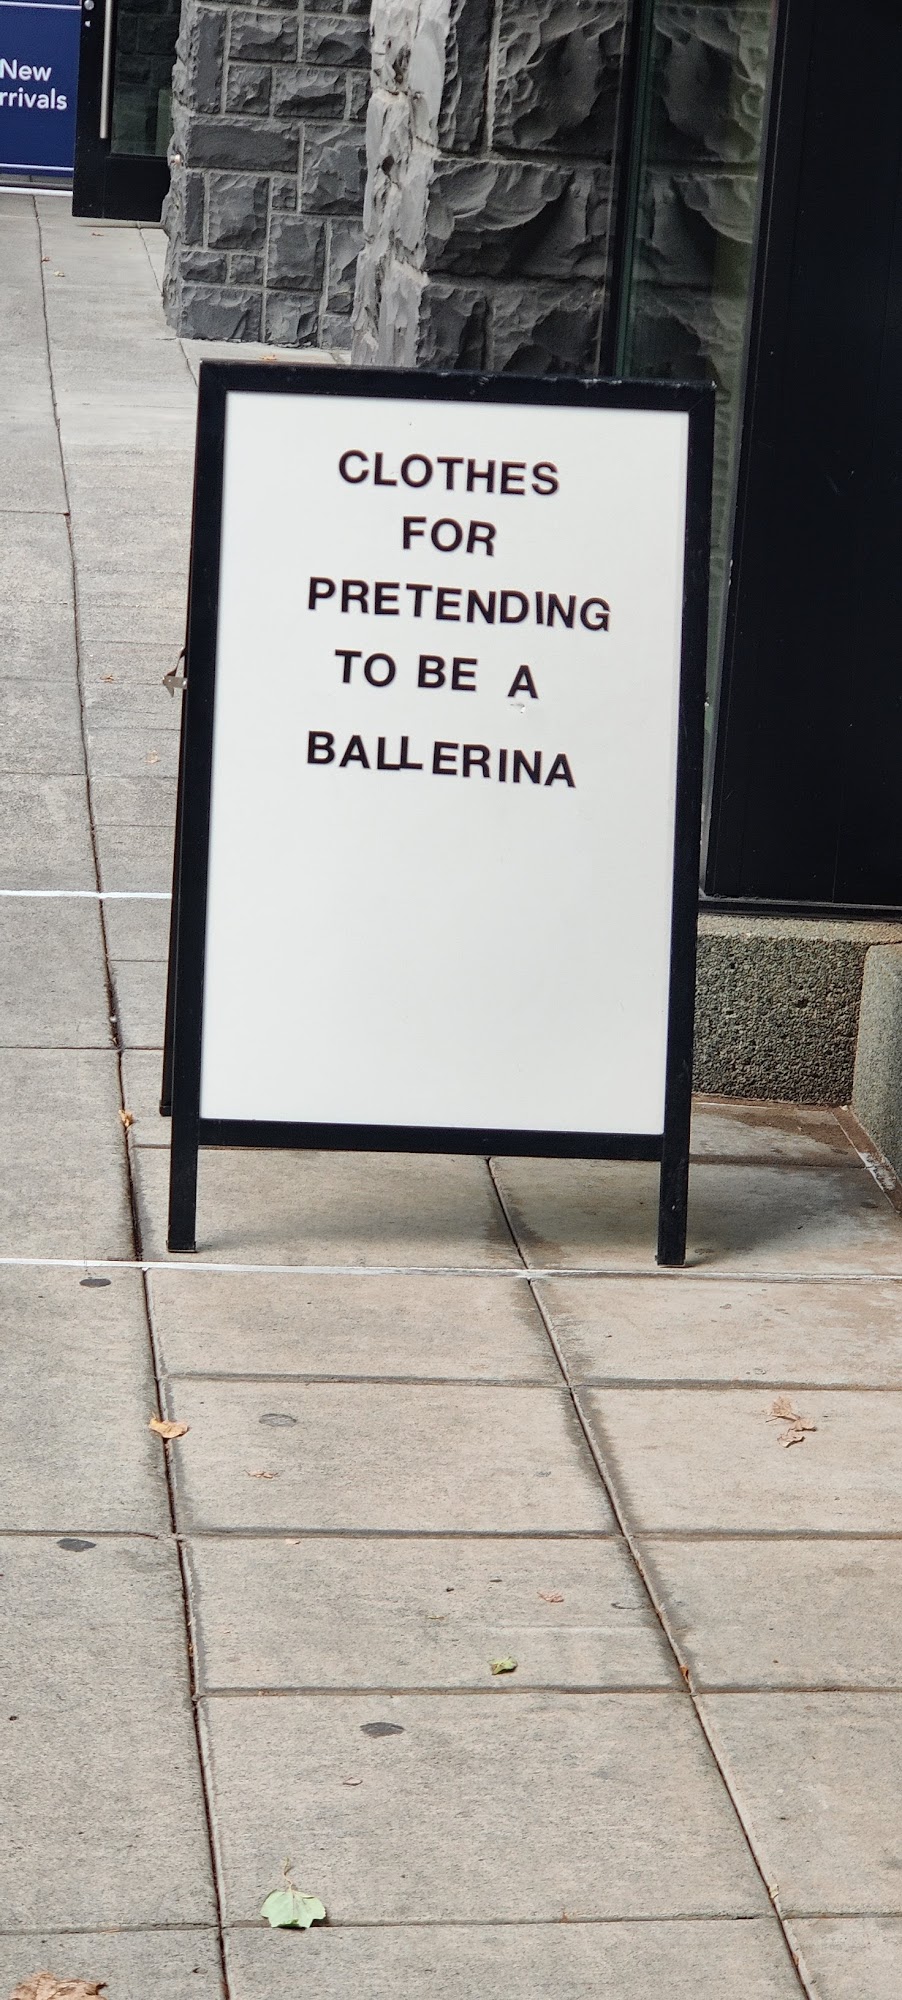 New
rrivals
CLOTHES
FOR
PRETENDING
TO BE A
BALLERINA